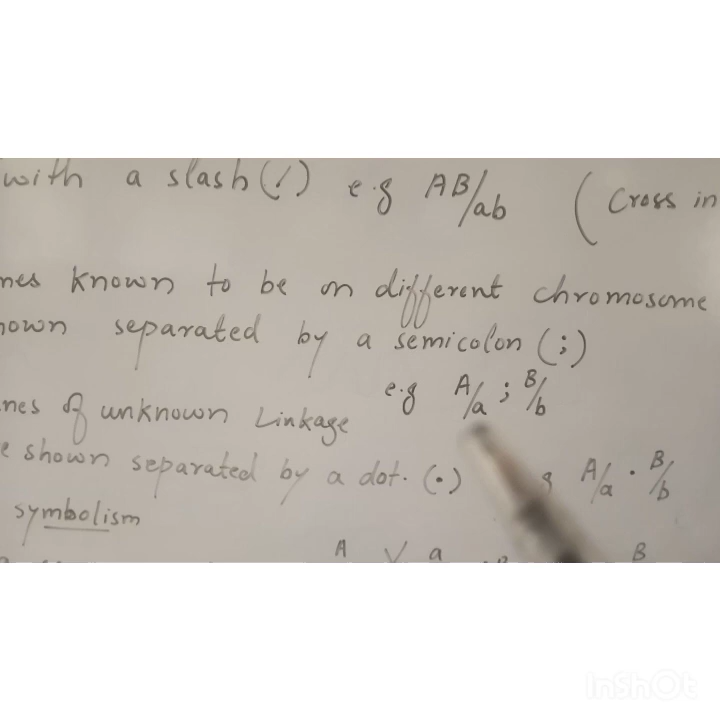 with a slash (/) e.g AB/ab (Cross in
nes known to be on different chromosome
nown separated by a semicolon (;)
e.g A/a ; B/b
nes of unknown Linkage
e shown separated by a dot. (•) g A/a • B/b
symbolism
A a B
InShOt